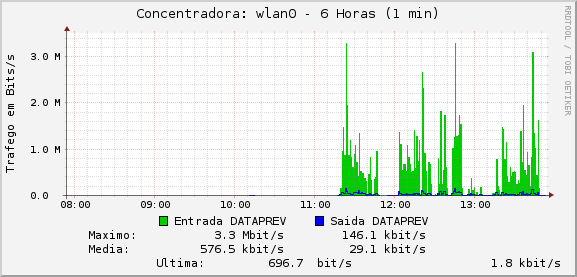 Concentradora: wlan0 - 6 Horas (1 min)
RRDTOOL / TOBI OETIKER
Trafego em Bits/s
3.0 M
2.0 M
1.0 M
0.0
08:00 09:00 10:00 11:00 12:00 13:00
Entrada DATAPREV Saida DATAPREV
Maximo: 3.3 Mbit/s 146.1 kbit/s
Media: 576.5 kbit/s 29.1 kbit/s
Ultima: 696.7 bit/s 1.8 kbit/s